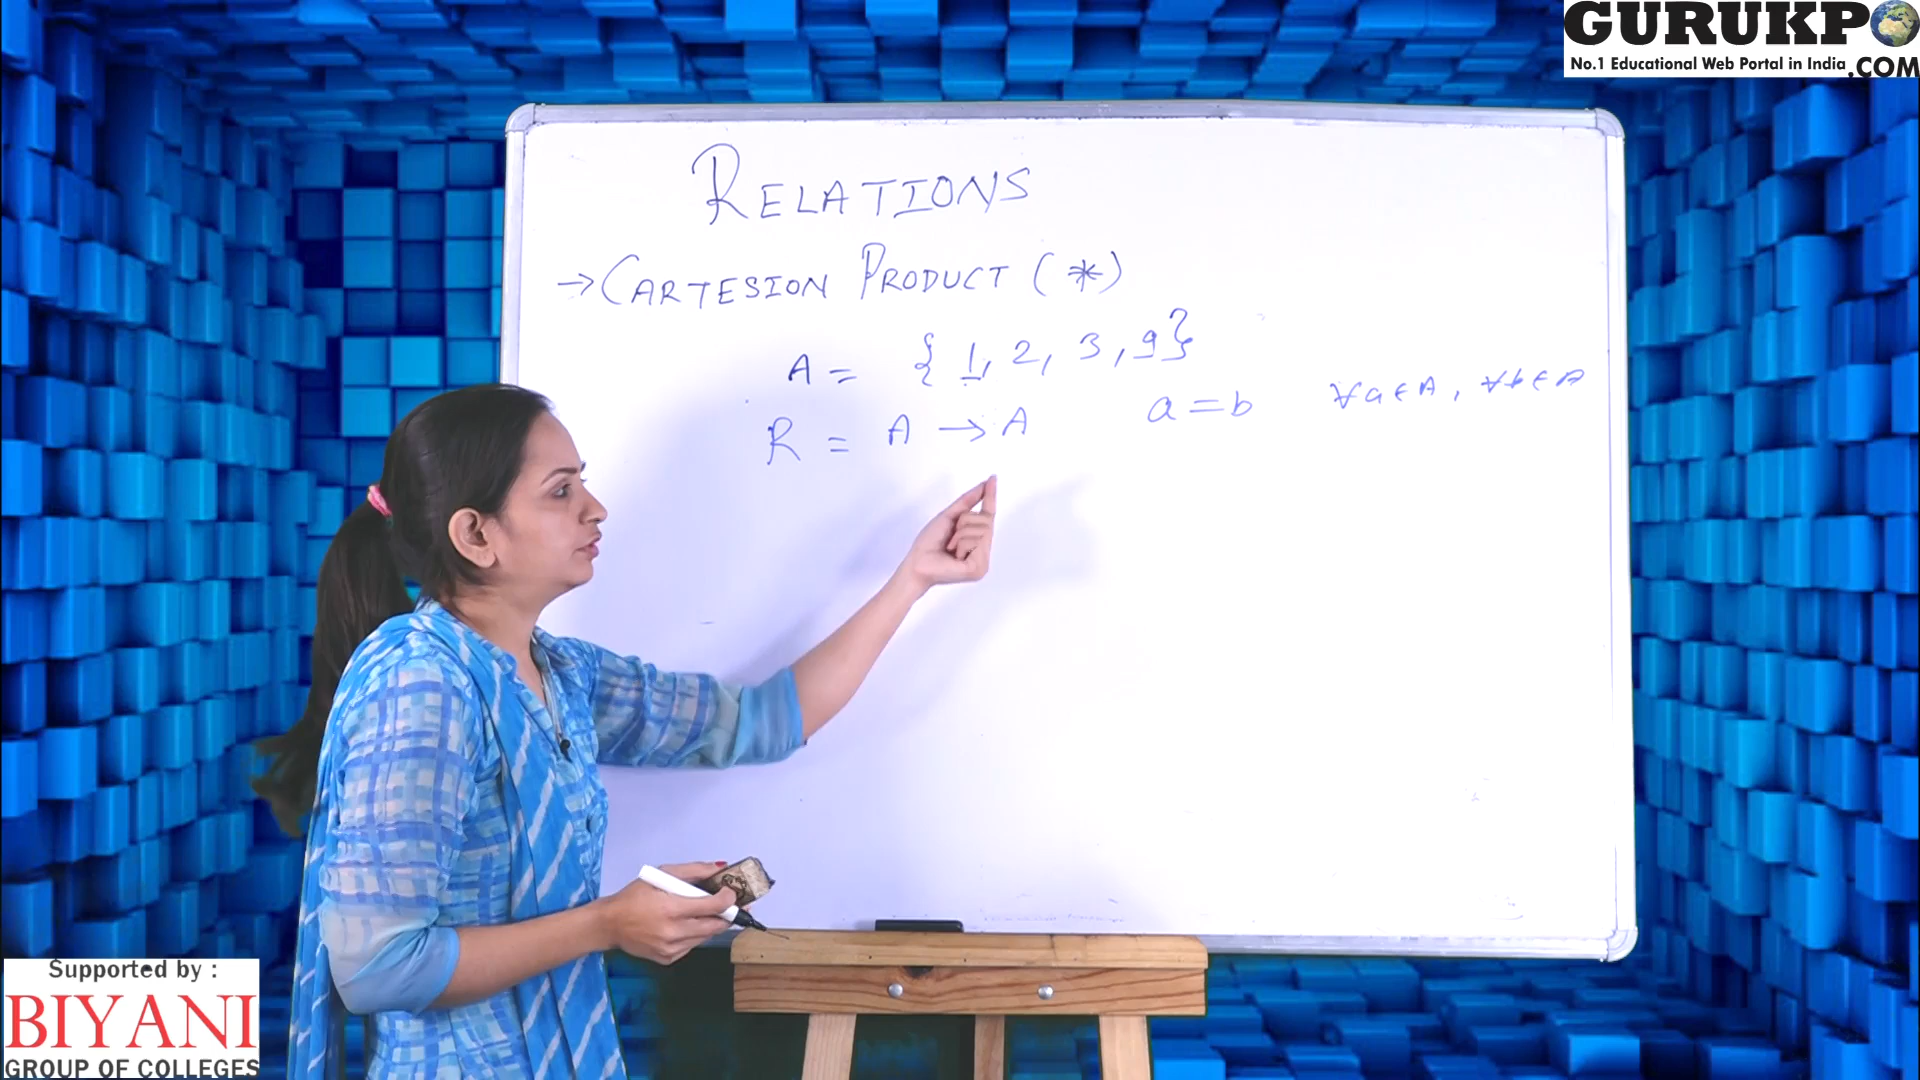 GURUKPO
No.1 Educational Web Portal in India .COM
RELATIONS
→ CARTESION PRODUCT (*)
A = { 1, 2, 3, 9}
R = A → A a = b ∀a∈A, ∀b∈A
Supported by :
BIYANI
GROUP OF COLLEGES